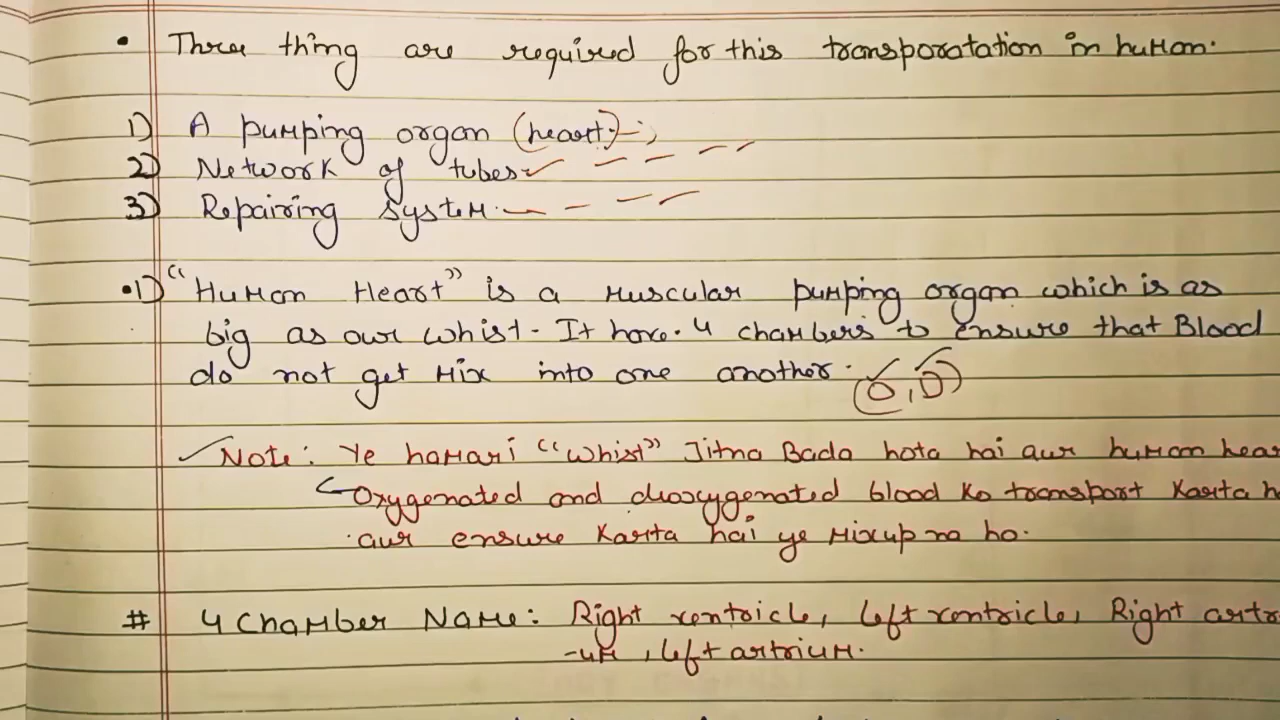 • Three thing are required for this transporatation in human.
1) A pumping organ (heart) -:
2) Network of tubes
3) Repairing system.
•1) "Human Heart" is a muscular pumping organ which is as
big as our whist. It have 4 chambers to ensure that Blood
do not get mix into one another.
(O, D)
Note: Ye hamari "whist" Jitna Bada hota hai aur human hear
Oxygenated and deoxygenated blood ko transport karta h
aur ensure karta hai ye mixup na ho.
# 4 chamber Name: Right ventricle, left ventricle, Right artr
-um, left artrium.